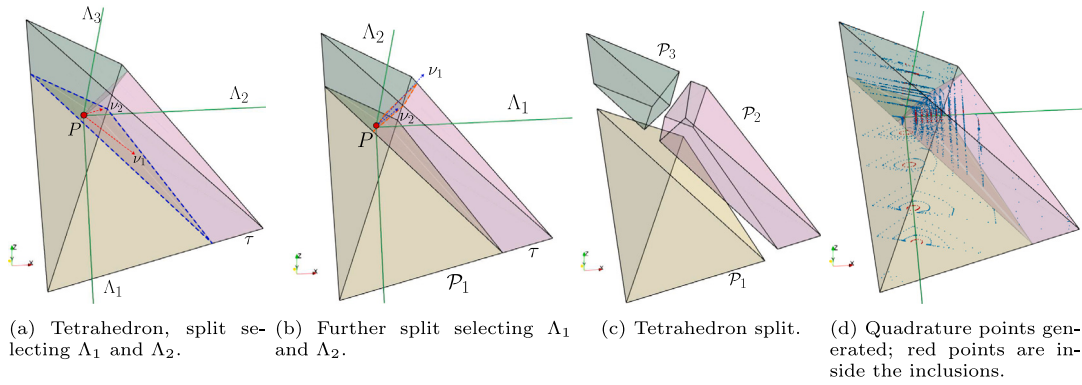 Λ₃
Λ₂
ν₂
P
ν₁
τ
Λ₁
z
x
Λ₂
ν₁
Λ₁
ν₂
P
τ
𝒫₁
z
x
𝒫₃
𝒫₂
𝒫₁
z
x
z
x
(a) Tetrahedron, split se-
lecting Λ₁ and Λ₂.
(b) Further split selecting Λ₁
and Λ₂.
(c) Tetrahedron split.
(d) Quadrature points gen-
erated; red points are in-
side the inclusions.